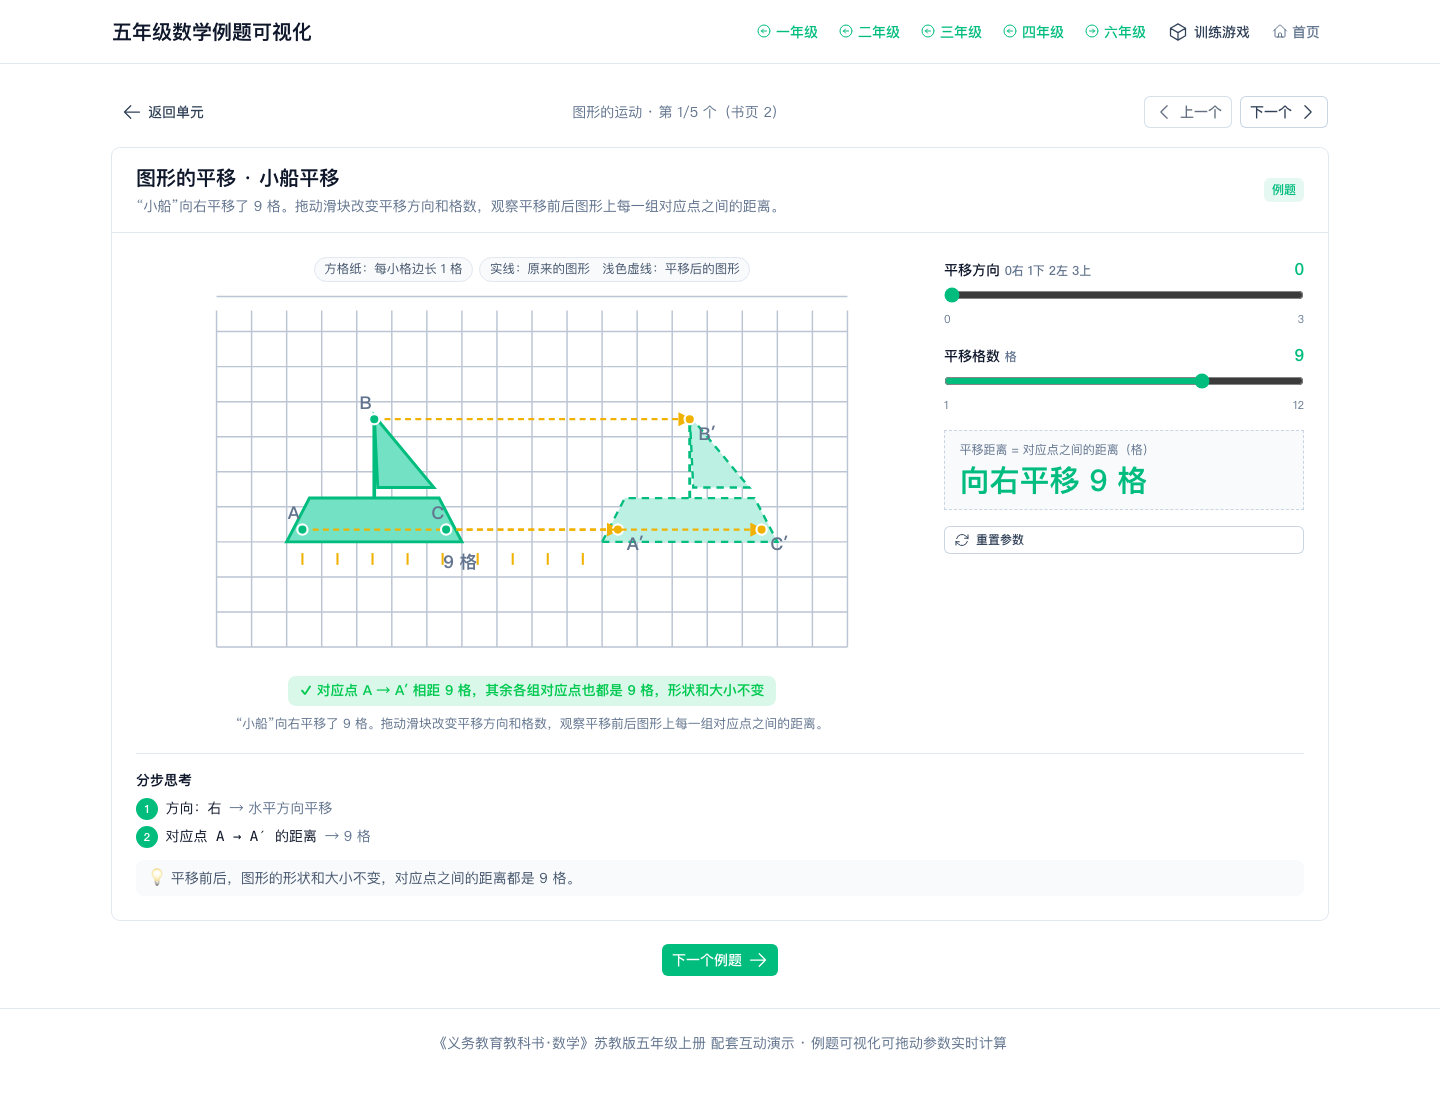 五年级数学例题可视化
一年级 二年级 三年级 四年级 六年级 训练游戏 首页
返回单元
图形的运动 · 第 1/5 个（书页 2）
上一个 下一个
图形的平移 · 小船平移
“小船”向右平移了 9 格。拖动滑块改变平移方向和格数，观察平移前后图形上每一组对应点之间的距离。
例题
方格纸：每小格边长 1 格
实线：原来的图形 浅色虚线：平移后的图形
B
B′
A
C
A′
C′
9 格
✓ 对应点 A → A′ 相距 9 格，其余各组对应点也都是 9 格，形状和大小不变
“小船”向右平移了 9 格。拖动滑块改变平移方向和格数，观察平移前后图形上每一组对应点之间的距离。
平移方向 0右 1下 2左 3上 0
0 3
平移格数 格 9
1 12
平移距离 = 对应点之间的距离（格）
向右平移 9 格
重置参数
分步思考
1 方向：右 → 水平方向平移
2 对应点 A → A′ 的距离 → 9 格
💡 平移前后，图形的形状和大小不变，对应点之间的距离都是 9 格。
下一个例题 →
《义务教育教科书·数学》苏教版五年级上册 配套互动演示 · 例题可视化可拖动参数实时计算